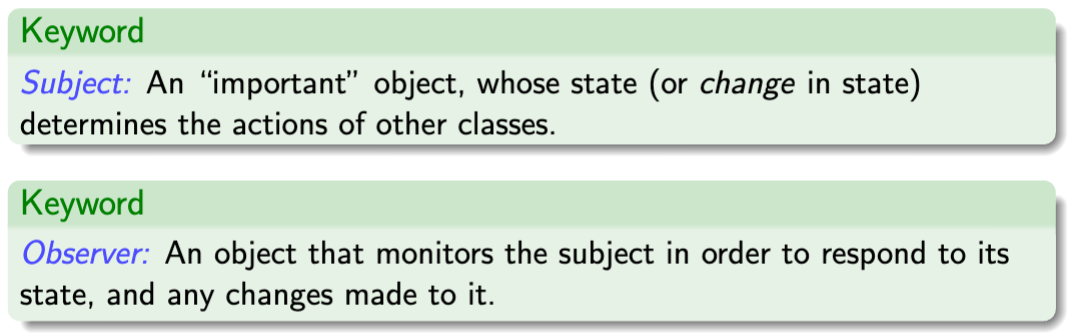 Keyword
Subject: An “important” object, whose state (or change in state)
determines the actions of other classes.
Keyword
Observer: An object that monitors the subject in order to respond to its
state, and any changes made to it.